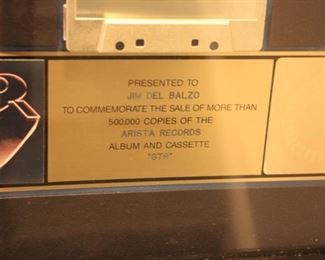 PRESENTED TO
JIM DEL BALZO
TO COMMEMORATE THE SALE OF MORE THAN
500,000 COPIES OF THE
ARISTA RECORDS
ALBUM AND CASSETTE
"GTR"